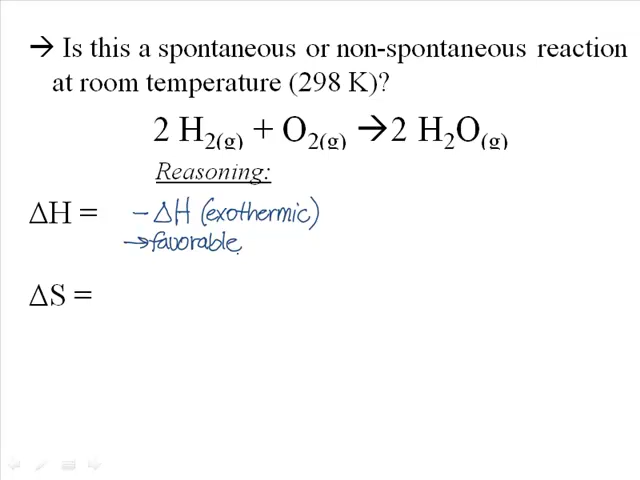 → Is this a spontaneous or non-spontaneous reaction
at room temperature (298 K)?
2 H₂(g) + O₂(g) → 2 H₂O(g)
Reasoning:
ΔH = - ΔH (exothermic)
→ favorable
ΔS =